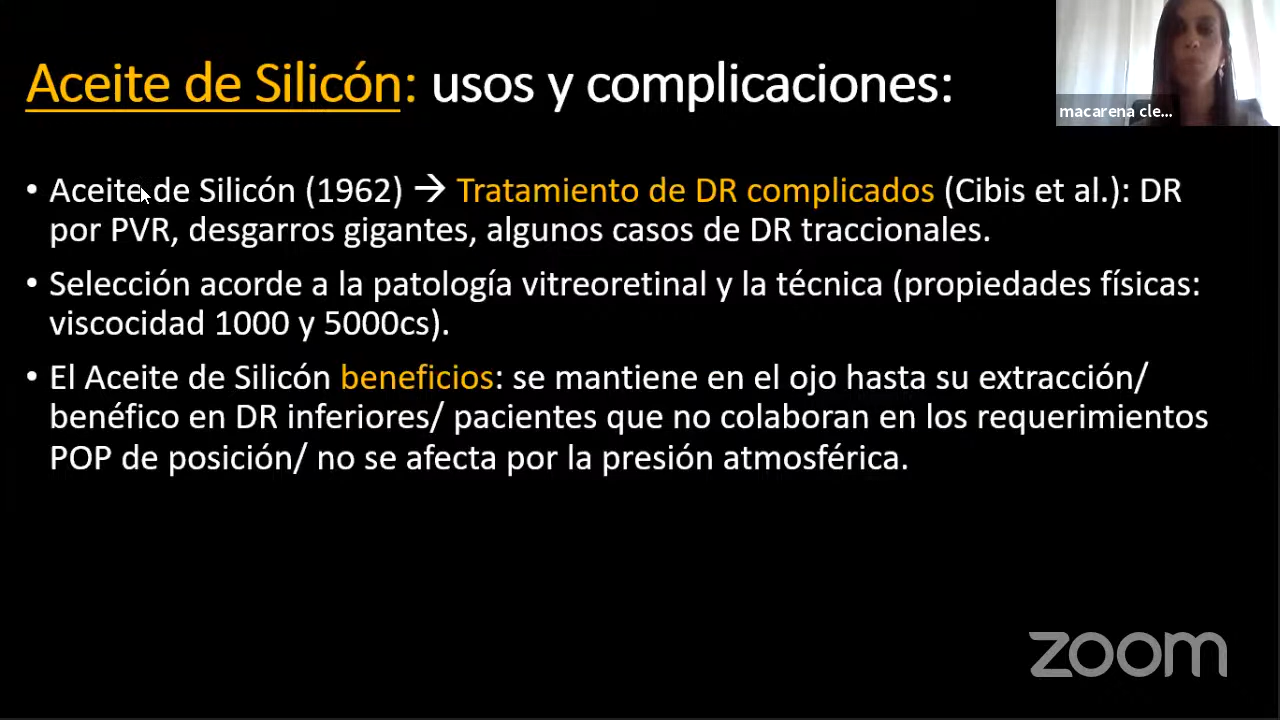 Aceite de Silicón: usos y complicaciones:
macarena cle...
• Aceite de Silicón (1962) → Tratamiento de DR complicados (Cibis et al.): DR
por PVR, desgarros gigantes, algunos casos de DR traccionales.
• Selección acorde a la patología vitreoretinal y la técnica (propiedades físicas:
viscocidad 1000 y 5000cs).
• El Aceite de Silicón beneficios: se mantiene en el ojo hasta su extracción/
benéfico en DR inferiores/ pacientes que no colaboran en los requerimientos
POP de posición/ no se afecta por la presión atmosférica.
zoom